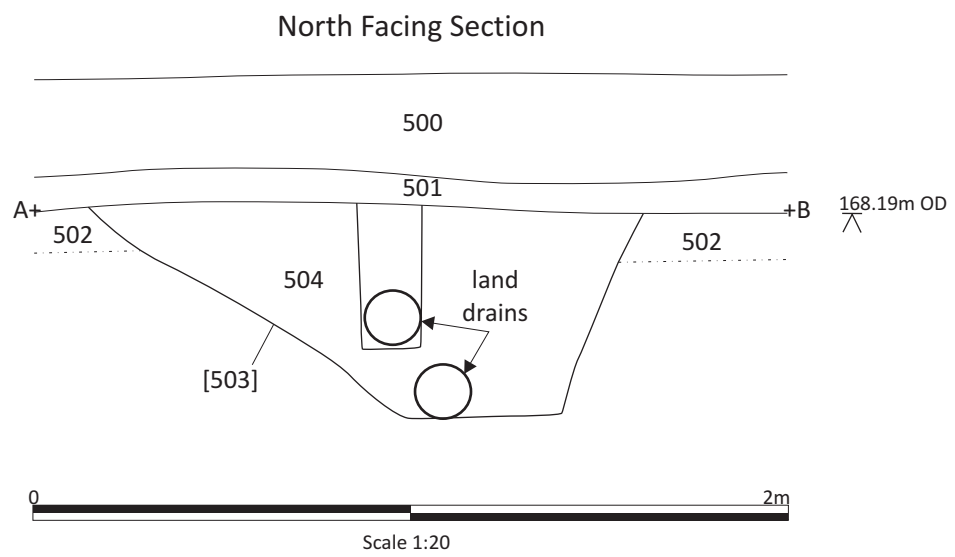 North Facing Section
500
501
A+
+B
168.19m OD
502
502
504
land
drains
[503]
0
2m
Scale 1:20